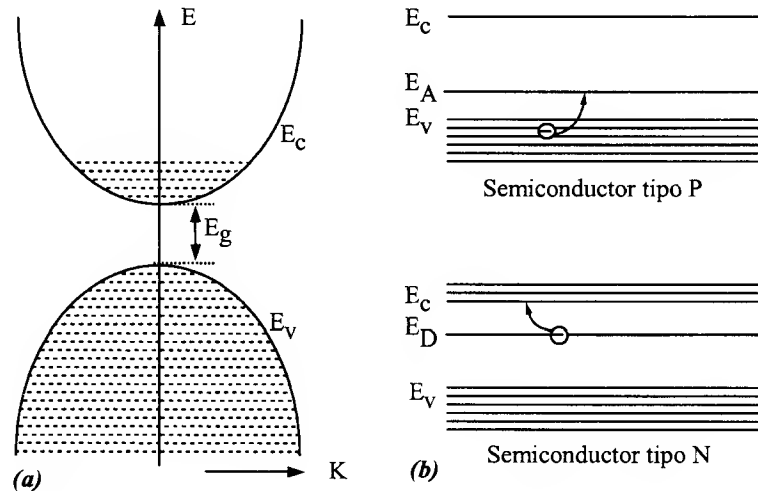 E
E_c
E_g
E_v
K
(a)
E_c
E_A
E_v
Semiconductor tipo P
E_c
E_D
E_v
Semiconductor tipo N
(b)